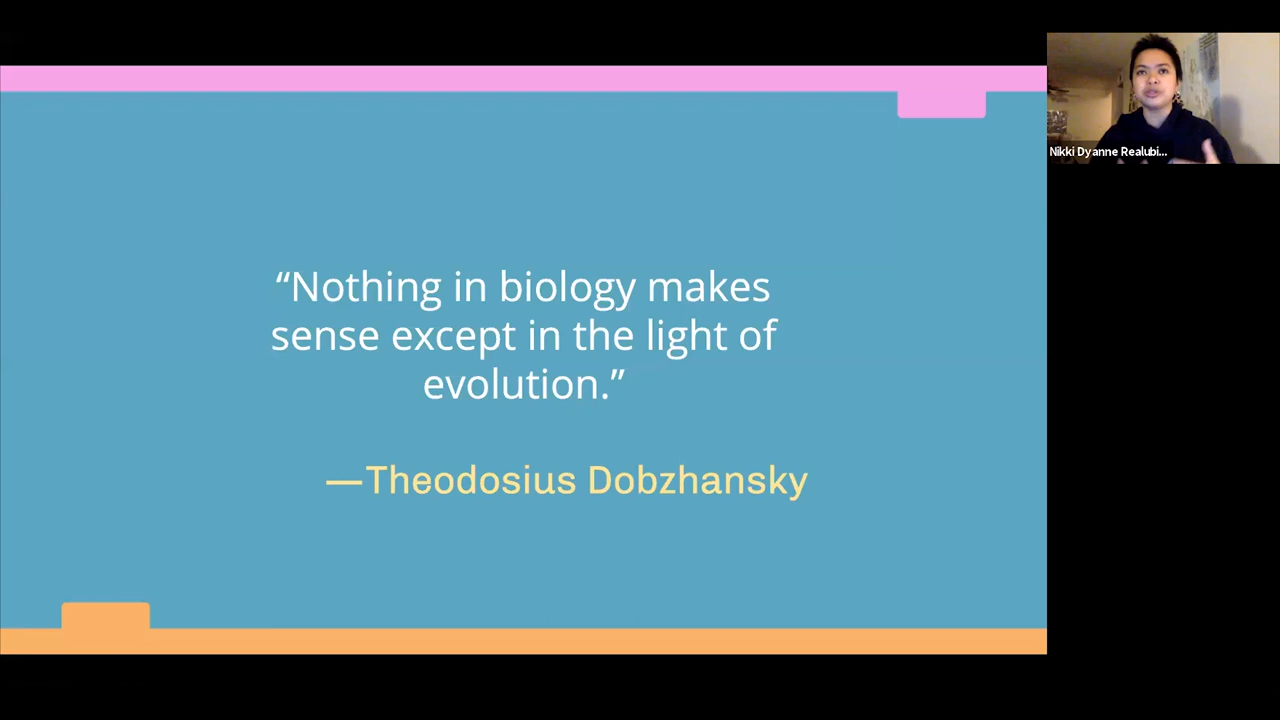 “Nothing in biology makes
sense except in the light of
evolution.”
—Theodosius Dobzhansky
Nikki Dyanne Realubi...